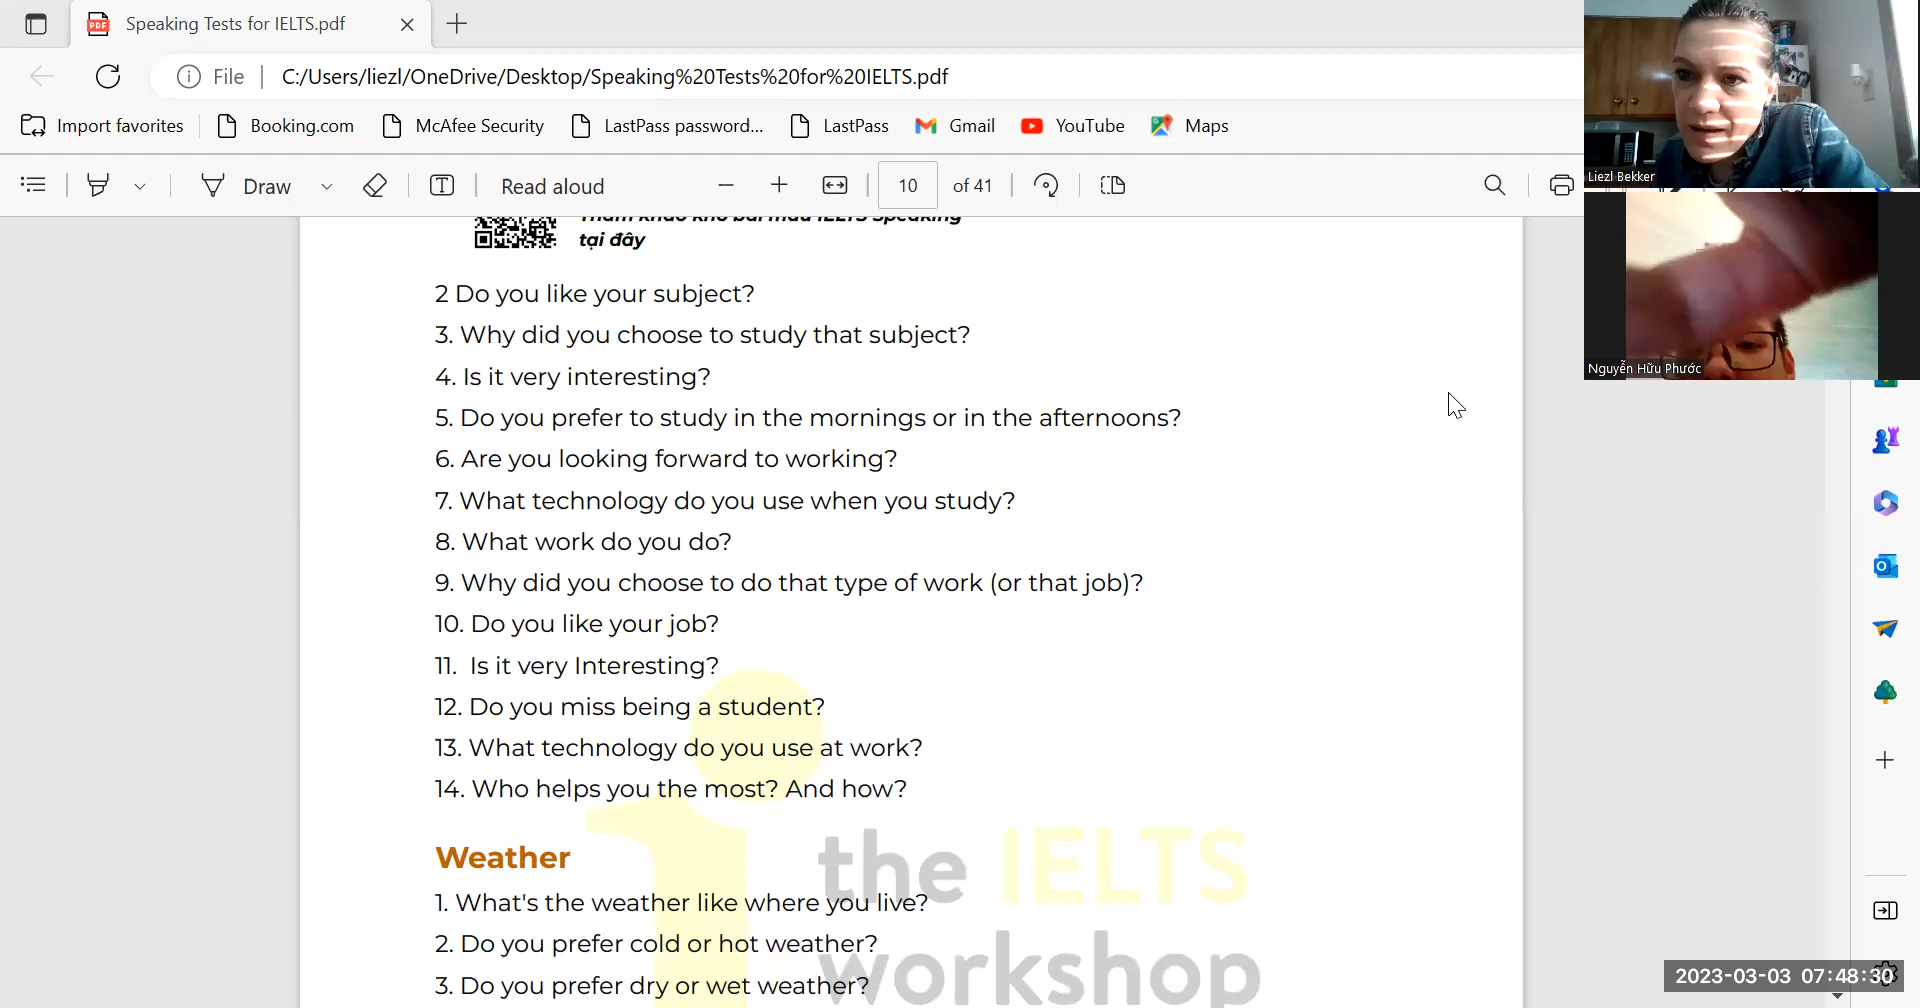 Speaking Tests for IELTS.pdf
File
C:/Users/liezl/OneDrive/Desktop/Speaking%20Tests%20for%20IELTS.pdf
Import favorites
Booking.com
McAfee Security
LastPass password...
LastPass
Gmail
YouTube
Maps
Draw
Read aloud
10 of 41
Liezl Bekker
Nguyễn Hữu Phước
Tham khảo kho bài mẫu IELTS Speaking
tại đây
2 Do you like your subject?
3. Why did you choose to study that subject?
4. Is it very interesting?
5. Do you prefer to study in the mornings or in the afternoons?
6. Are you looking forward to working?
7. What technology do you use when you study?
8. What work do you do?
9. Why did you choose to do that type of work (or that job)?
10. Do you like your job?
11. Is it very Interesting?
12. Do you miss being a student?
13. What technology do you use at work?
14. Who helps you the most? And how?
Weather
1. What's the weather like where you live?
2. Do you prefer cold or hot weather?
3. Do you prefer dry or wet weather?
the IELTS
workshop
2023-03-03 07:48:30